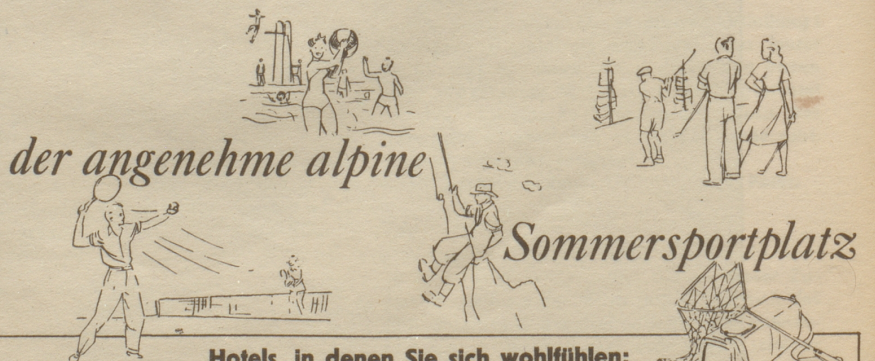 der angenehme alpine
Sommersportplatz
Hotels, in denen Sie sich wohlfühlen: